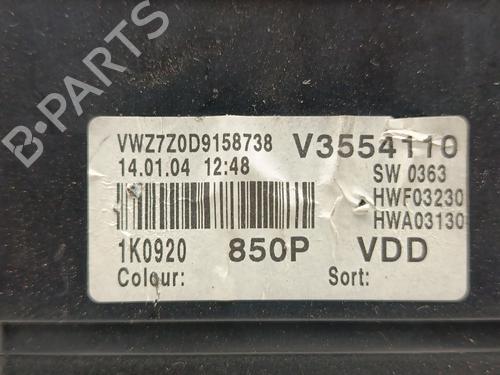 VWZ7Z0D9158738 V3554110
14.01.04 12:48 SW 0363
HWF03230
HWA03130
1K0920 850P VDD
Colour: Sort:
B-PARTS